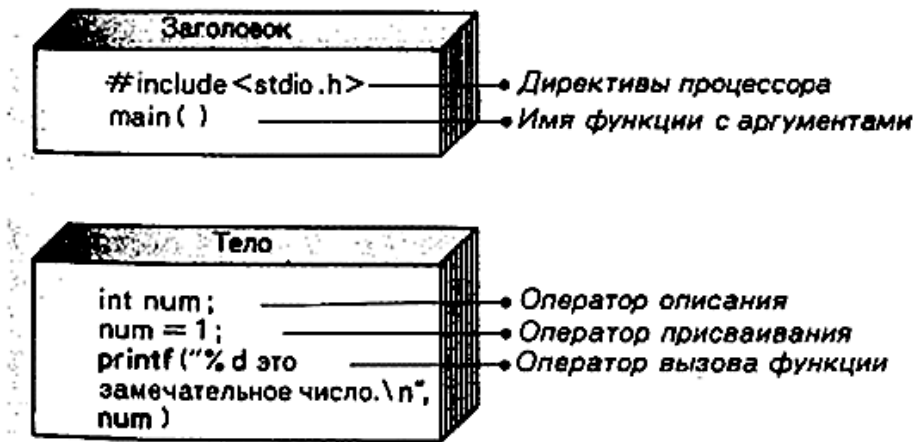 Заголовок
#include <stdio.h> Директивы процессора
main( ) Имя функции с аргументами
Тело
int num; Оператор описания
num = 1; Оператор присваивания
printf("% d это Оператор вызова функции
замечательное число.\n",
num )